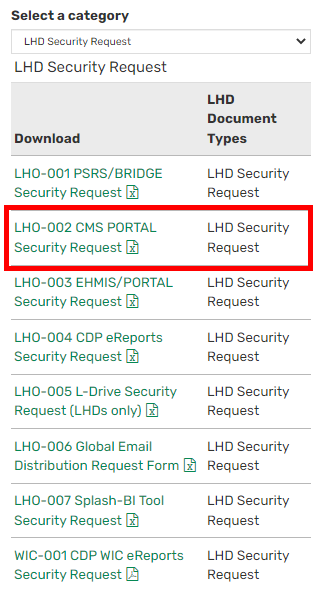 Select a category
LHD Security Request
LHD Security Request
Download
LHD
Document
Types
LHO-001 PSRS/BRIDGE
Security Request
LHD Security
Request
LHO-002 CMS PORTAL
Security Request
LHD Security
Request
LHO-003 EHMIS/PORTAL
Security Request
LHD Security
Request
LHO-004 CDP eReports
Security Request
LHD Security
Request
LHO-005 L-Drive Security
Request (LHDs only)
LHD Security
Request
LHO-006 Global Email
Distribution Request Form
LHD Security
Request
LHO-007 Splash-BI Tool
Security Request
LHD Security
Request
WIC-001 CDP WIC eReports
Security Request
LHD Security
Request